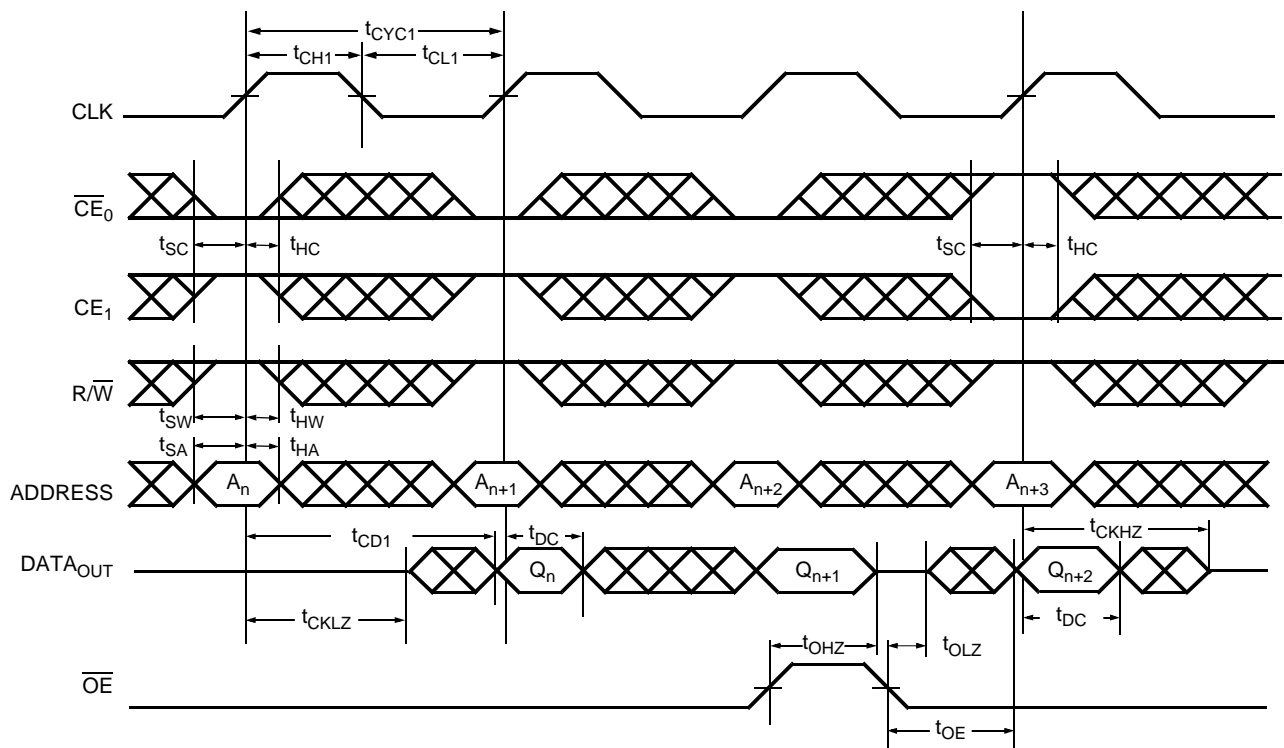 tCYC1
tCH1 tCL1
CLK
CE0
tSC tHC tSC tHC
CE1
R/W
tSW tHW
tSA tHA
ADDRESS An An+1 An+2 An+3
tCD1 tDC tCKHZ
DATAOUT Qn Qn+1 Qn+2
tCKLZ tDC
tOHZ tOLZ
OE
tOE